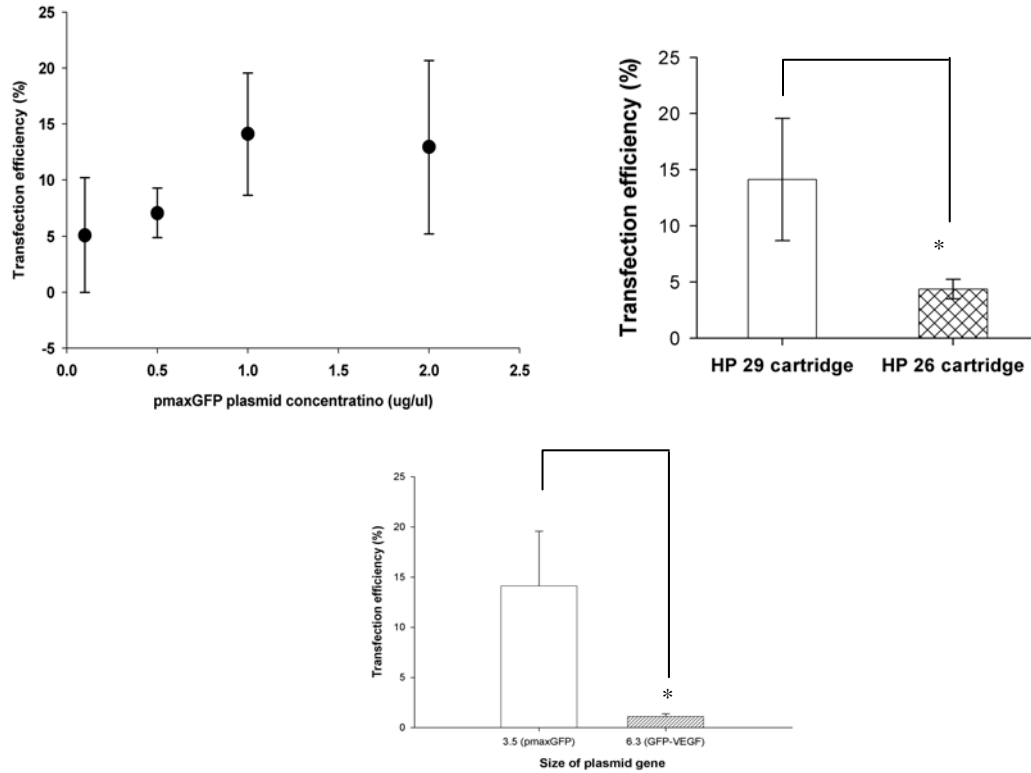 Transfection efficiency (%)
25
20
15
10
5
0
-5
0.0 0.5 1.0 1.5 2.0 2.5
pmaxGFP plasmid concentratino (ug/ul)
Transfection efficiency (%)
25
20
15
10
5
0
*
HP 29 cartridge HP 26 cartridge
Transfection efficiency (%)
25
20
15
10
5
0
*
3.5 (pmaxGFP) 6.3 (GFP-VEGF)
Size of plasmid gene